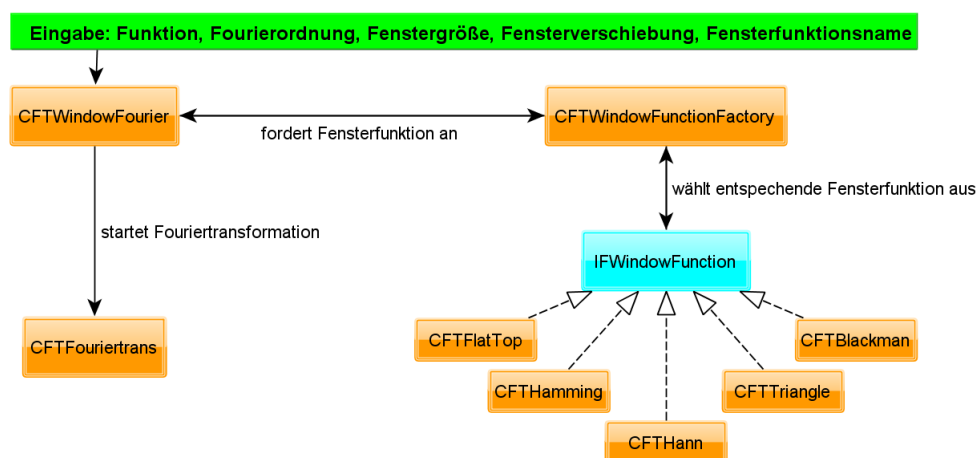 Eingabe: Funktion, Fourierordnung, Fenstergröße, Fensterverschiebung, Fensterfunktionsname
CFTWindowFourier
CFTWindowFunctionFactory
fordert Fensterfunktion an
wählt entspechende Fensterfunktion aus
startet Fouriertransformation
IFWindowFunction
CFTFlatTop
CFTBlackman
CFTFouriertrans
CFTHamming
CFTTriangle
CFTHann